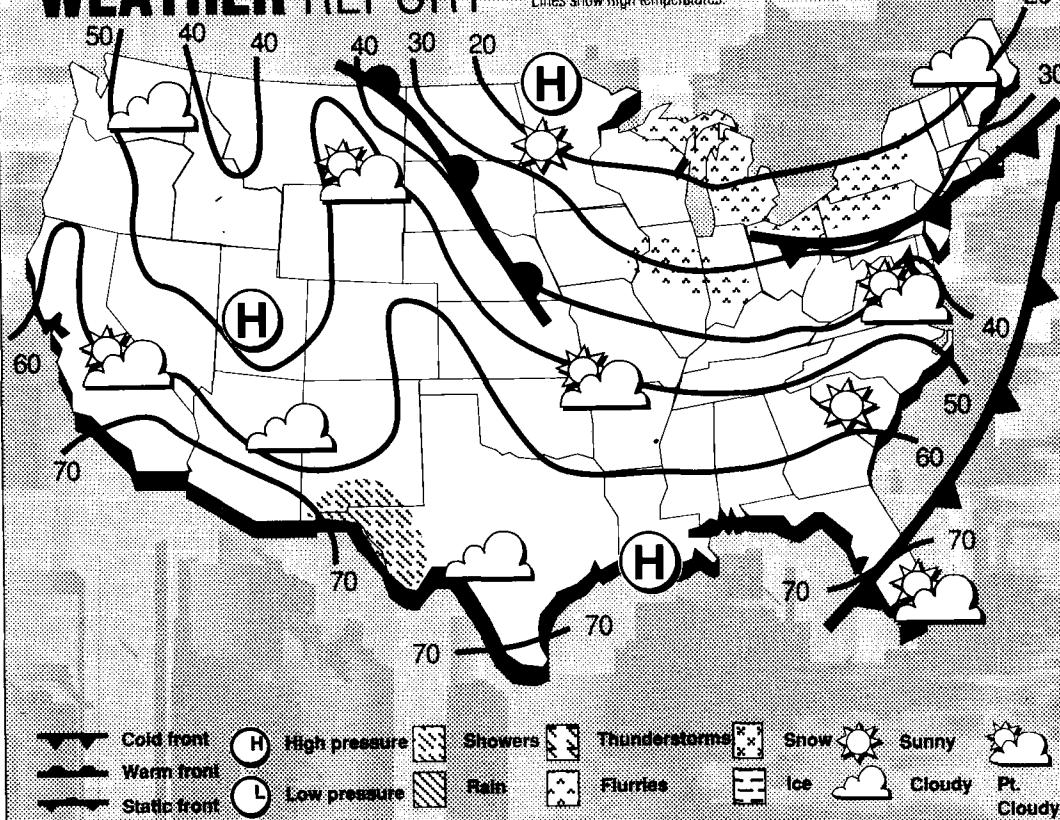 WEATHER REPORT
Lines show high temperatures.
50 40 40 40 30 20
H
30
H
60
40
50
60
70
70
H
70
70
70
70
Cold front H High pressure Showers Thunderstorms Snow Sunny
Warm front
Static front L Low pressure Rain Flurries Ice Cloudy Pt. Cloudy